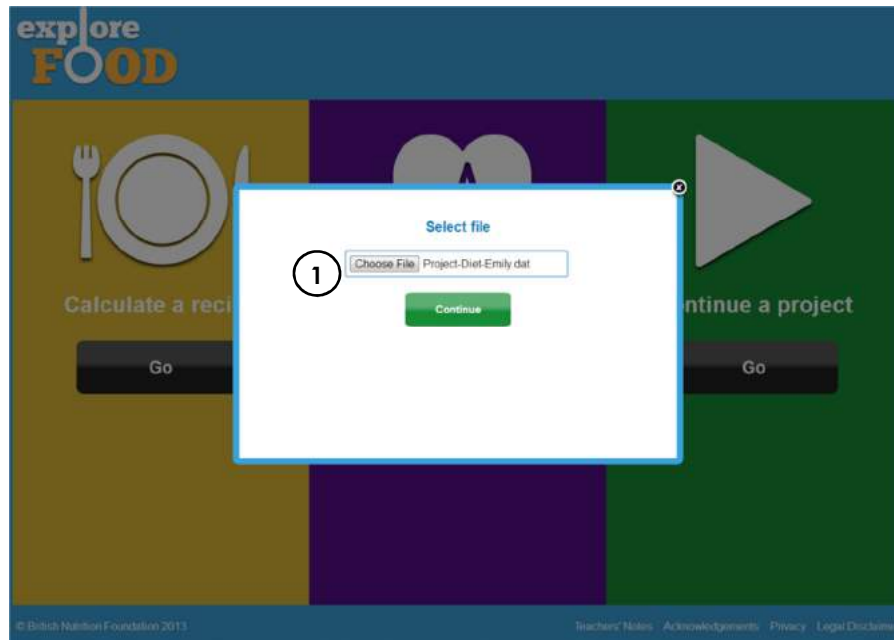 explore
FOOD
Select file
1
Choose File Project-Diet-Emily.dat
Continue
Calculate a reci
ntinue a project
Go
Go
© British Nutrition Foundation 2013
Teachers' Notes Acknowledgements Privacy Legal Disclaime